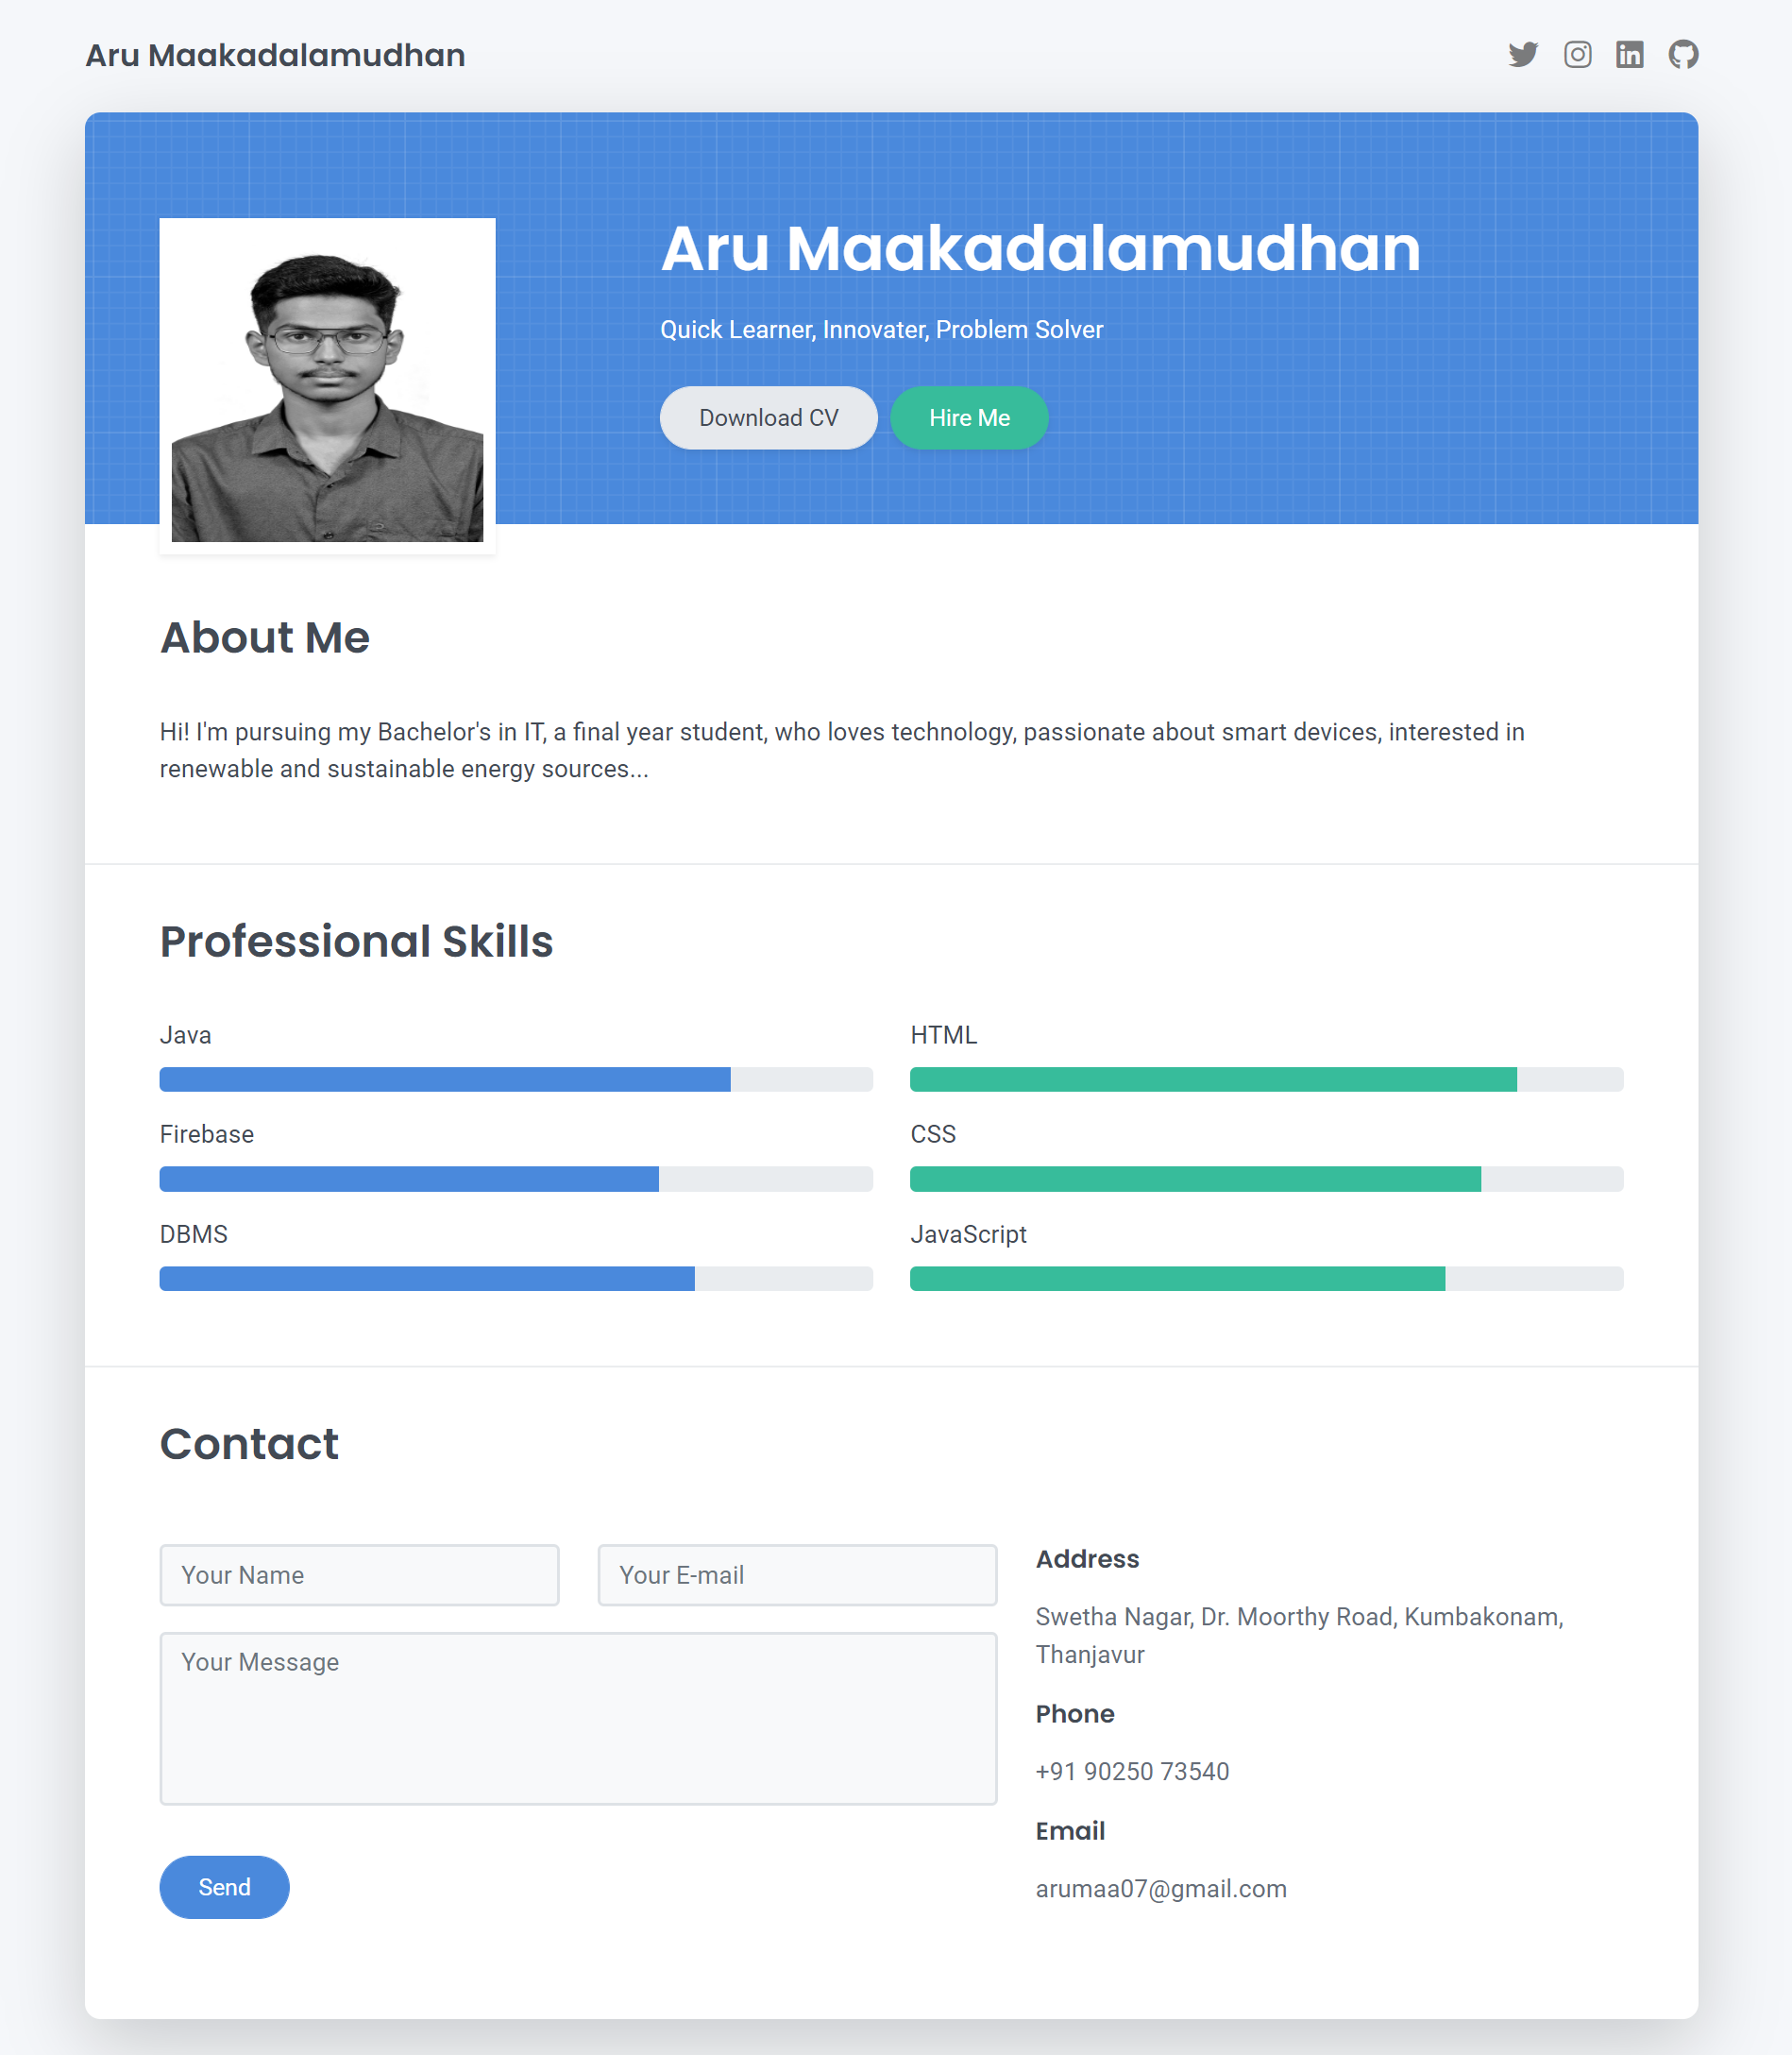 Aru Maakadalamudhan
Aru Maakadalamudhan
Quick Learner, Innovater, Problem Solver
Download CV
Hire Me
About Me
Hi! I'm pursuing my Bachelor's in IT, a final year student, who loves technology, passionate about smart devices, interested in
renewable and sustainable energy sources...
Professional Skills
Java
HTML
Firebase
CSS
DBMS
JavaScript
Contact
Your Name
Your E-mail
Your Message
Send
Address
Swetha Nagar, Dr. Moorthy Road, Kumbakonam,
Thanjavur
Phone
+91 90250 73540
Email
arumaa07@gmail.com